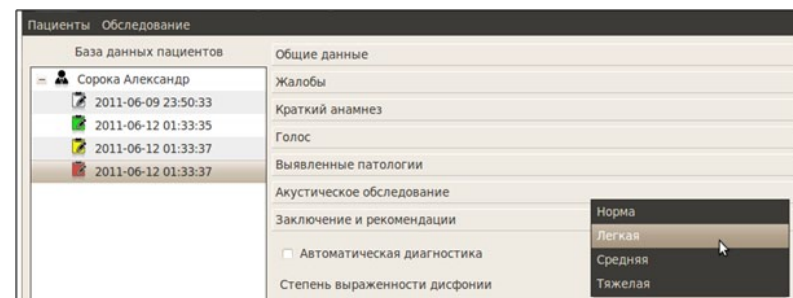 Пациенты Обследование
База данных пациентов
Сорока Александр
2011-06-09 23:50:33
2011-06-12 01:33:35
2011-06-12 01:33:37
2011-06-12 01:33:37
Общие данные
Жалобы
Краткий анамнез
Голос
Выявленные патологии
Акустическое обследование
Заключение и рекомендации
Автоматическая диагностика
Степень выраженности дисфонии
Норма
Легкая
Средняя
Тяжелая